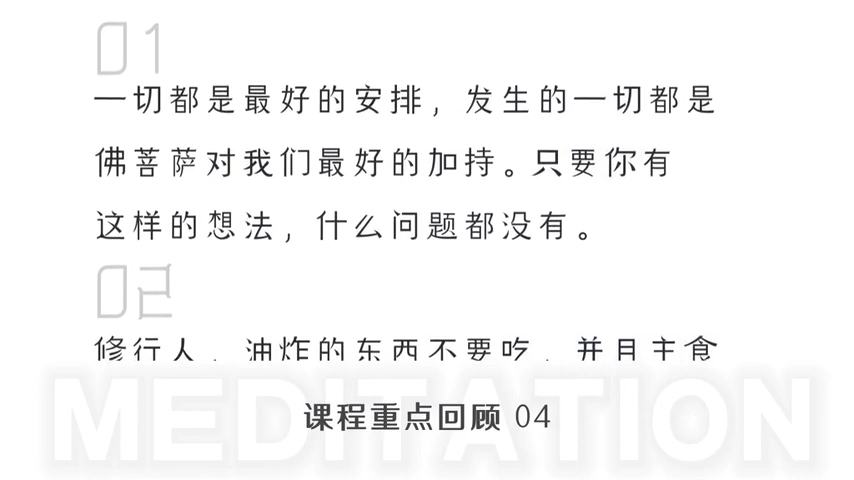 01
一切都是最好的安排，发生的一切都是
佛菩萨对我们最好的加持。只要你有
这样的想法，什么问题都没有。
02
修行人，油炸的东西不要吃，并且主食
MEDITATION
课程重点回顾 04